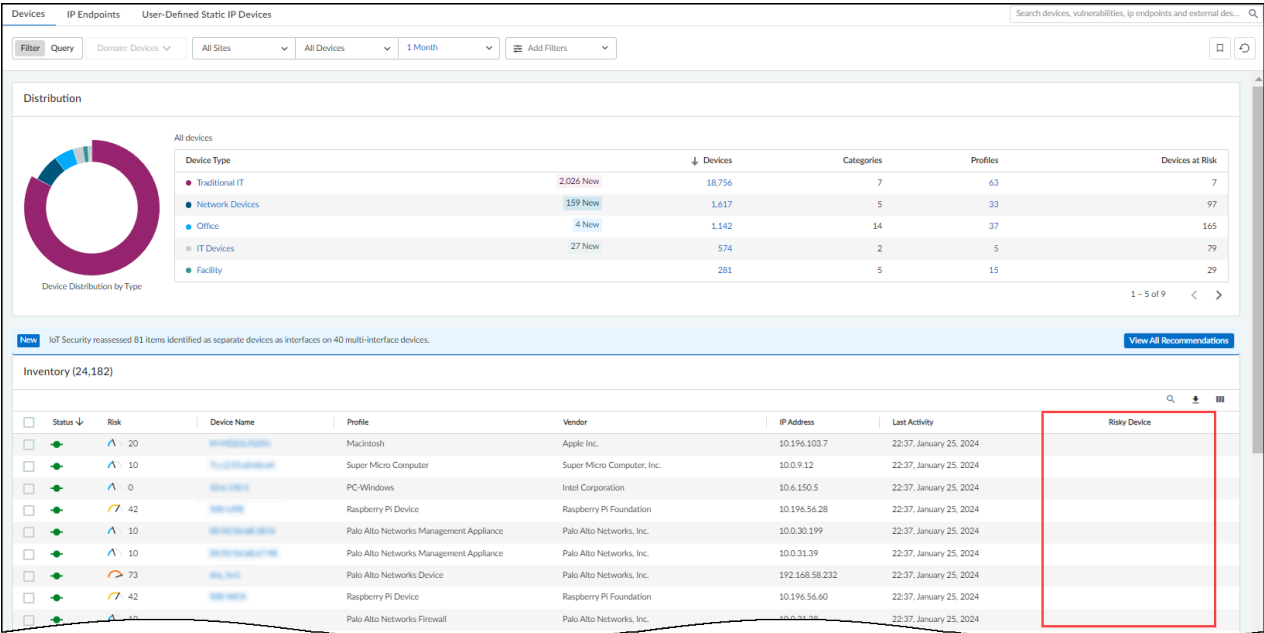 Devices IP Endpoints User-Defined Static IP Devices Search devices, vulnerabilities, ip endpoints and external des...
Filter Query Domain: Devices All Sites All Devices 1 Month Add Filters
Distribution
All devices
Device Type Devices Categories Profiles Devices at Risk
Traditional IT 2,026 New 18,756 7 63 7
Network Devices 159 New 1,617 5 33 97
Office 4 New 1,142 14 37 165
IT Devices 27 New 574 2 5 79
Facility 281 5 15 29
Device Distribution by Type
1 – 5 of 9
New IoT Security reassessed 81 items identified as separate devices as interfaces on 40 multi-interface devices. View All Recommendations
Inventory (24,182)
Status Risk Device Name Profile Vendor IP Address Last Activity Risky Device
20 Macintosh Apple Inc. 10.196.103.7 22:37, January 25, 2024
10 Super Micro Computer Super Micro Computer, Inc. 10.0.9.12 22:37, January 25, 2024
0 PC-Windows Intel Corporation 10.6.150.5 22:37, January 25, 2024
42 Raspberry Pi Device Raspberry Pi Foundation 10.196.56.28 22:37, January 25, 2024
10 Palo Alto Networks Management Appliance Palo Alto Networks, Inc. 10.0.30.199 22:37, January 25, 2024
10 Palo Alto Networks Management Appliance Palo Alto Networks, Inc. 10.0.31.39 22:37, January 25, 2024
73 Palo Alto Networks Device Palo Alto Networks, Inc. 192.168.58.232 22:37, January 25, 2024
42 Raspberry Pi Device Raspberry Pi Foundation 10.196.56.60 22:37, January 25, 2024
10 Palo Alto Networks Firewall Palo Alto Networks, Inc. 22:37, January 25, 2024